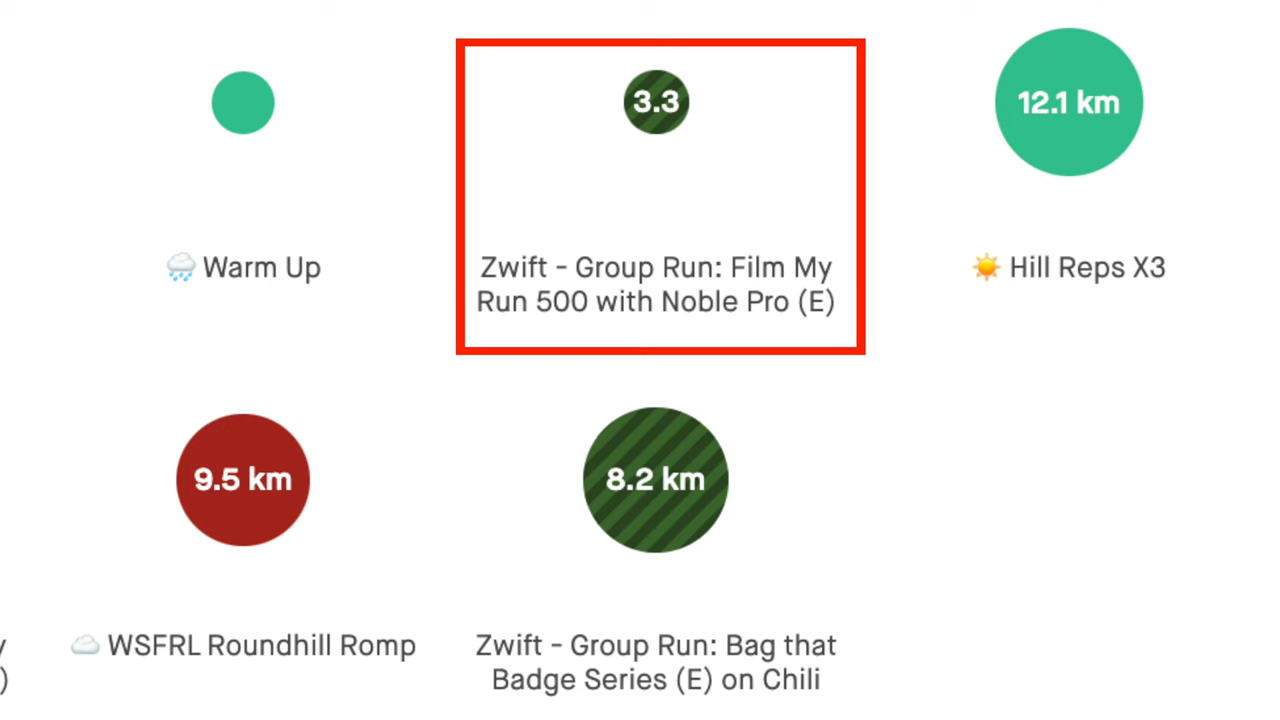 3.3
12.1 km
Warm Up
Zwift - Group Run: Film My
Run 500 with Noble Pro (E)
Hill Reps X3
9.5 km
8.2 km
)
WSFRL Roundhill Romp
Zwift - Group Run: Bag that
Badge Series (E) on Chili